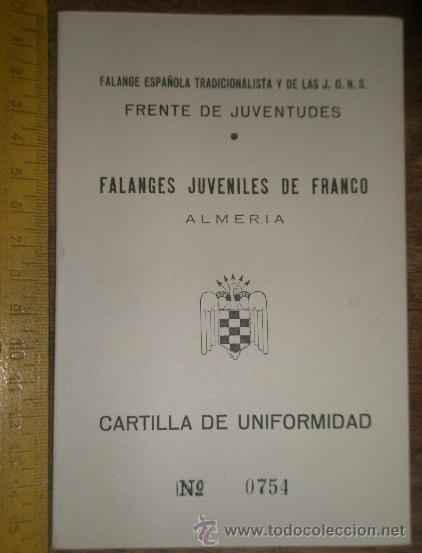 FALANGE ESPAÑOLA TRADICIONALISTA Y DE LAS J. O. N. S.
FRENTE DE JUVENTUDES
FALANGES JUVENILES DE FRANCO
ALMERIA
CARTILLA DE UNIFORMIDAD
Nº 0754
www.todocoleccion.net